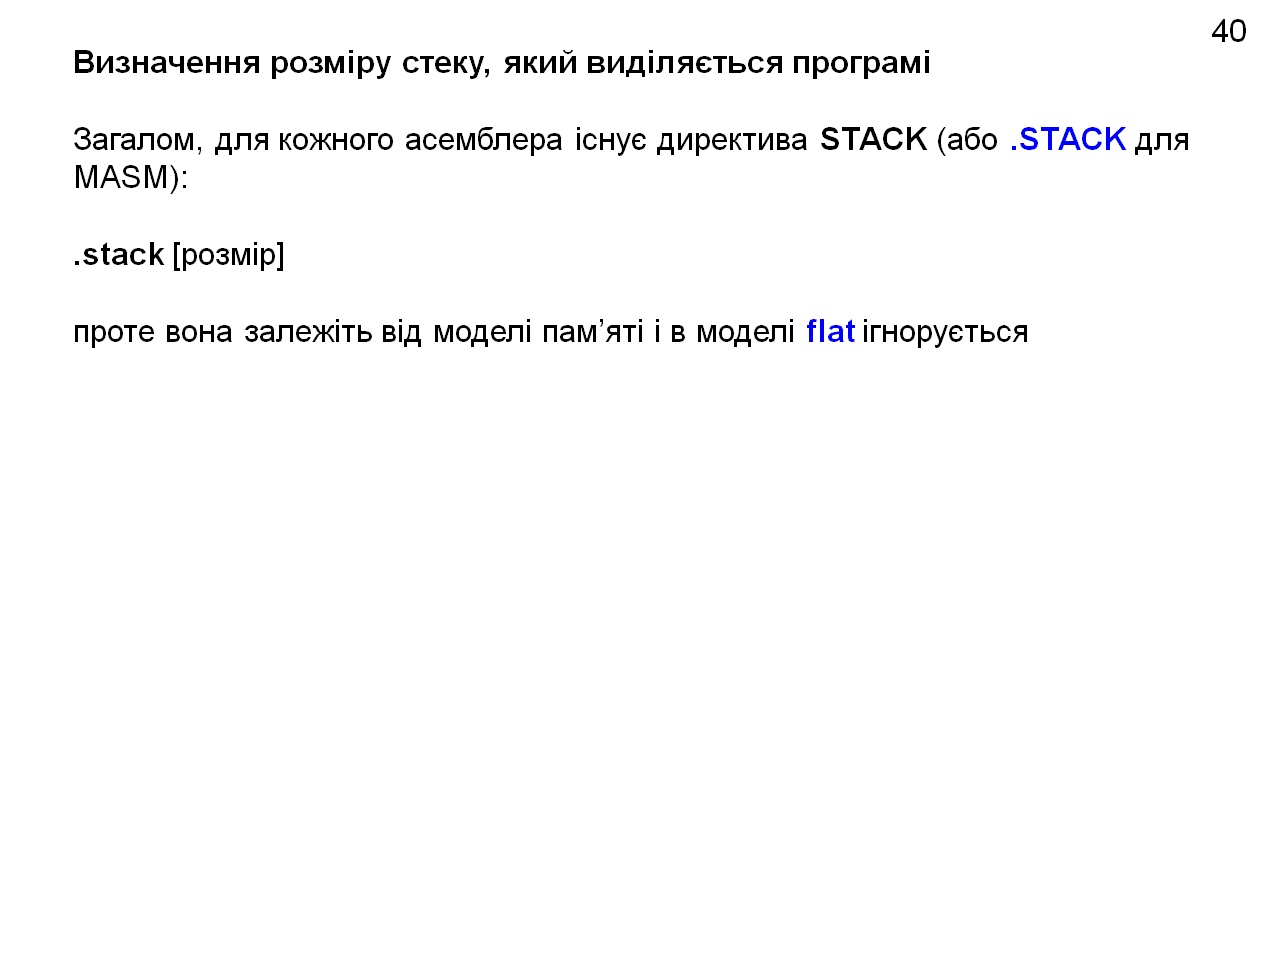 40
Визначення розміру стеку, який виділяється програмі
Загалом, для кожного асемблера існує директива STACK (або .STACK для
MASM):
.stack [розмір]
проте вона залежіть від моделі пам’яті і в моделі flat ігнорується